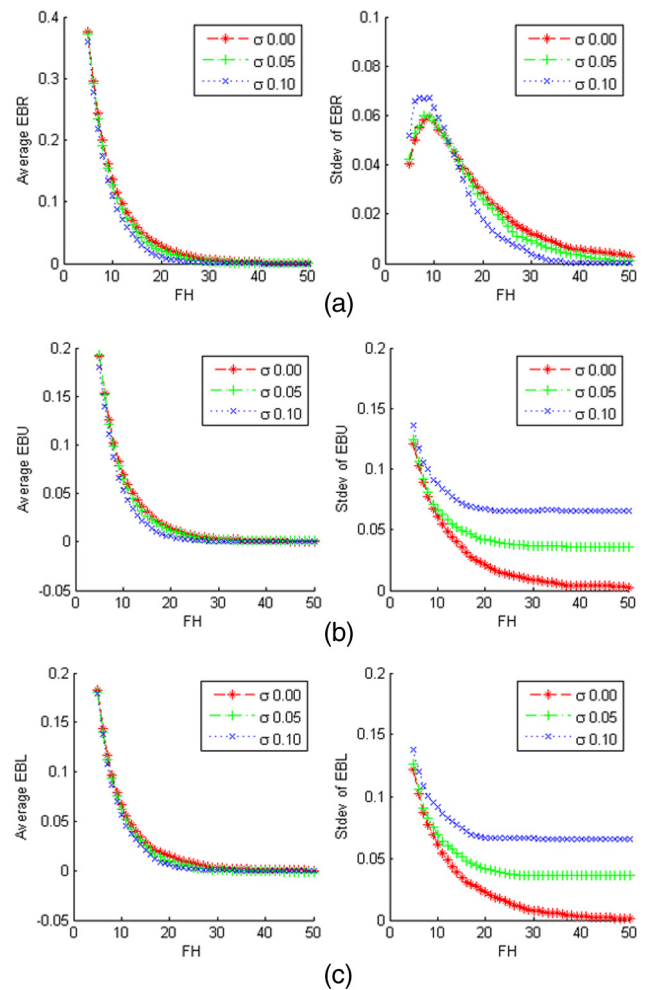 0.4
0.3
0.2
0.1
0
Average EBR
σ 0.00
σ 0.05
σ 0.10
0 10 20 30 40 50
FH
0.1
0.08
0.06
0.04
0.02
0
Stdev of EBR
σ 0.00
σ 0.05
σ 0.10
0 10 20 30 40 50
FH
(a)
0.2
0.15
0.1
0.05
0
-0.05
Average EBU
σ 0.00
σ 0.05
σ 0.10
0 10 20 30 40 50
FH
0.2
0.15
0.1
0.05
0
Stdev of EBU
σ 0.00
σ 0.05
σ 0.10
0 10 20 30 40 50
FH
(b)
0.2
0.15
0.1
0.05
0
-0.05
Average EBL
σ 0.00
σ 0.05
σ 0.10
0 10 20 30 40 50
FH
0.2
0.15
0.1
0.05
0
Stdev of EBL
σ 0.00
σ 0.05
σ 0.10
0 10 20 30 40 50
FH
(c)